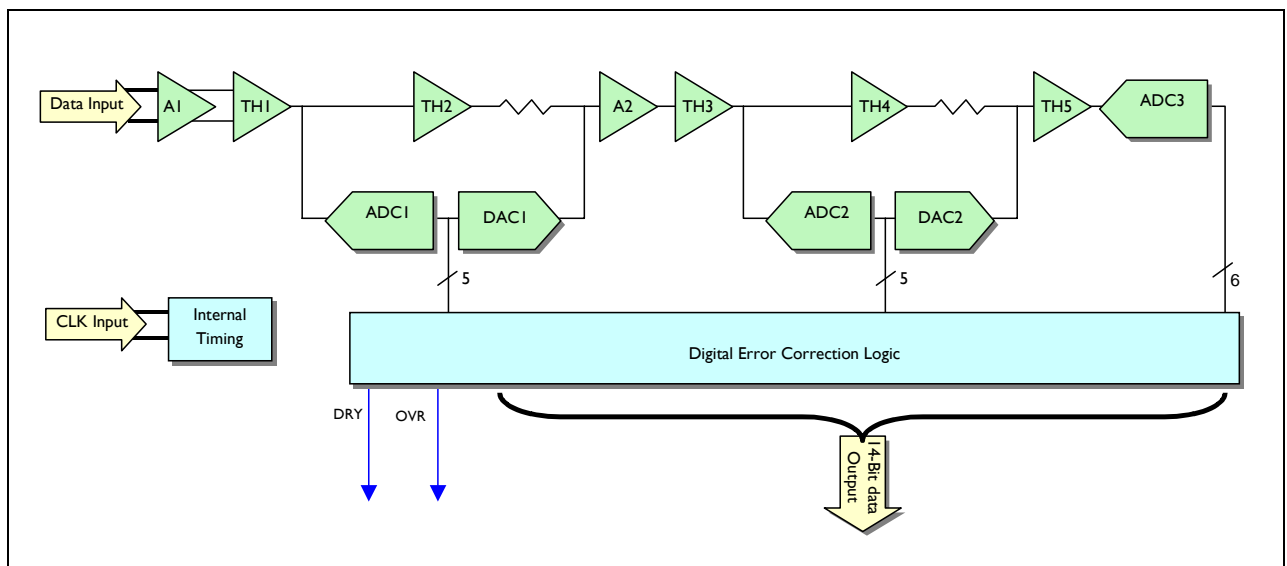 Data Input
A1
TH1
TH2
A2
TH3
TH4
TH5
ADC3
ADC1
DAC1
ADC2
DAC2
5
5
6
CLK Input
Internal
Timing
Digital Error Correction Logic
DRY
OVR
14-Bit data
Output